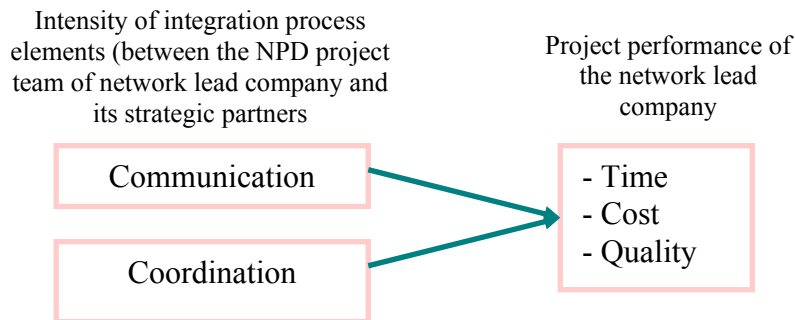 Intensity of integration process
elements (between the NPD project
team of network lead company and
its strategic partners
Project performance of
the network lead
company
Communication
Coordination
- Time
- Cost
- Quality